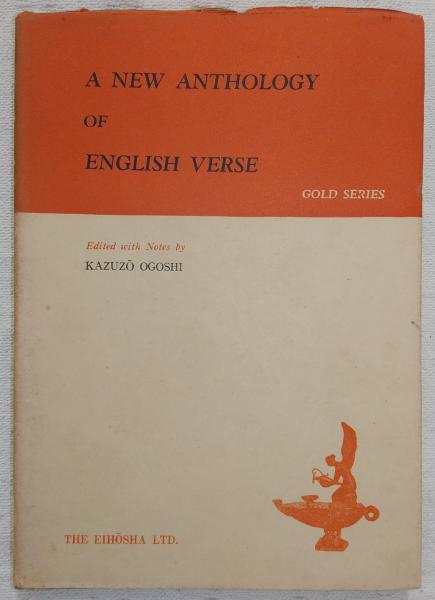 A NEW ANTHOLOGY
OF
ENGLISH VERSE
GOLD SERIES
Edited with Notes by
KAZUZŌ OGOSHI
THE EIHŌSHA LTD.